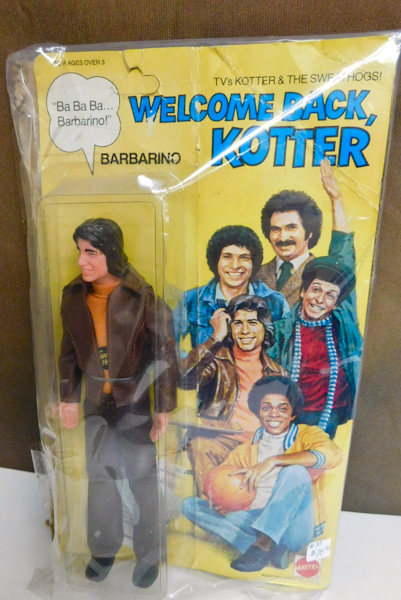 FOR AGES OVER 3
TV's KOTTER & THE SWEATHOGS!
"Ba Ba Ba...
Barbarino!"
WELCOME BACK,
KOTTER
BARBARINO
MATTEL